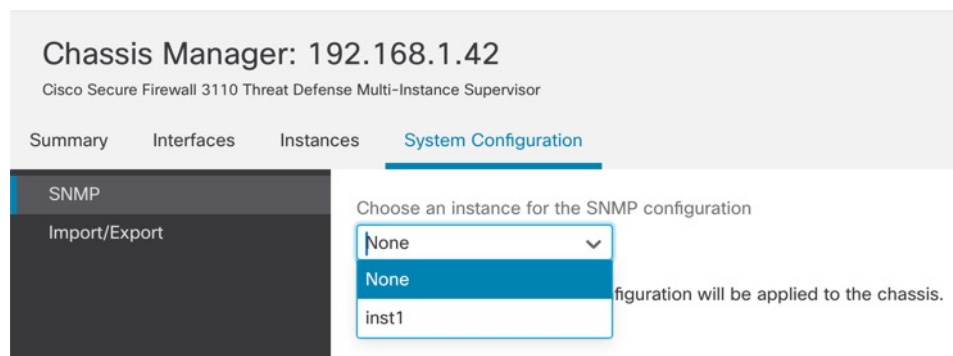 Chassis Manager: 192.168.1.42
Cisco Secure Firewall 3110 Threat Defense Multi-Instance Supervisor
Summary Interfaces Instances System Configuration
SNMP
Import/Export
Choose an instance for the SNMP configuration
None
None
figuration will be applied to the chassis.
inst1